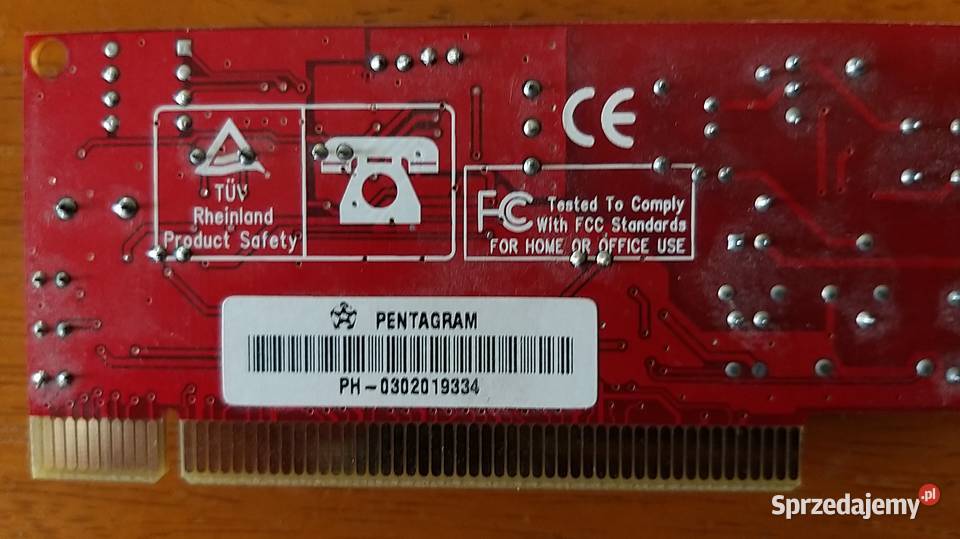 CE
TÜV
Rheinland
Product Safety
FC Tested To Comply
With FCC Standards
FOR HOME OR OFFICE USE
PENTAGRAM
PH-0302019334
Sprzedajemy.pl